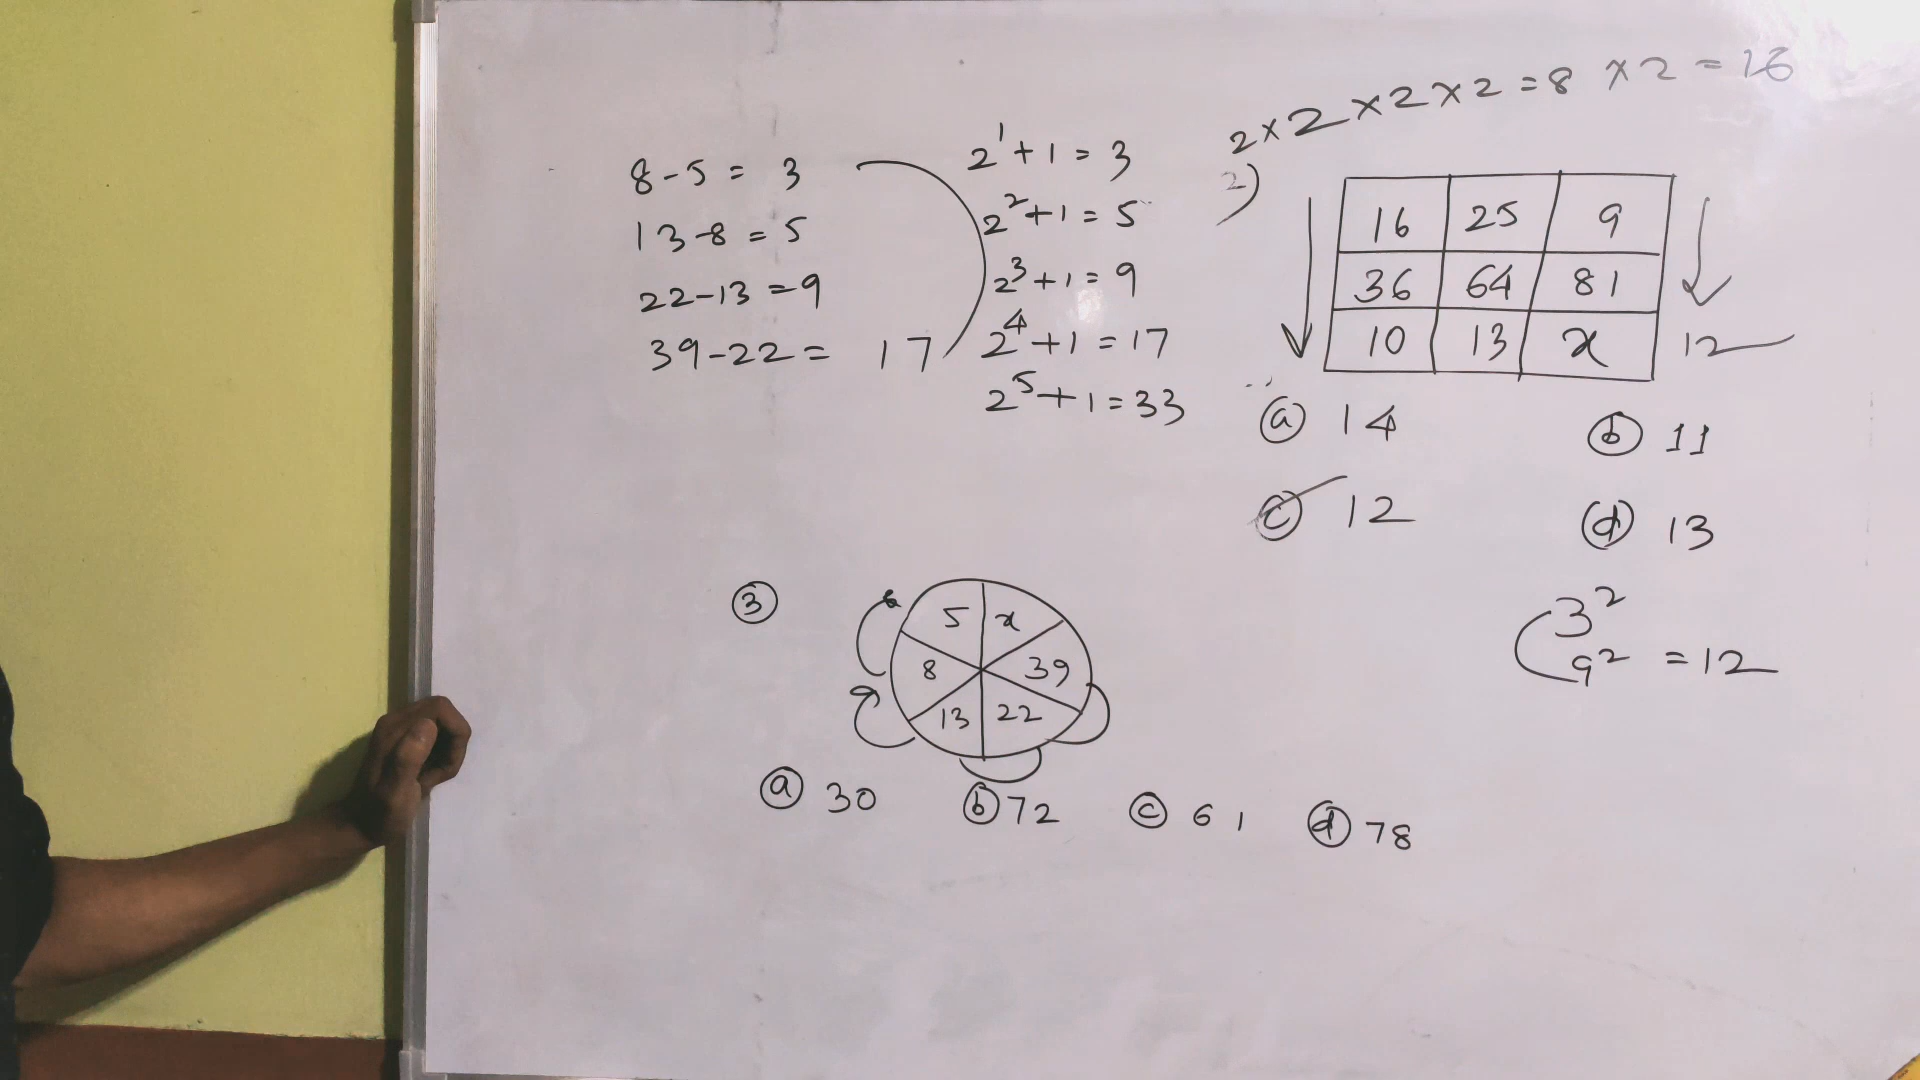 8-5 = 3
13-8 = 5
22-13 = 9
39-22 = 17
2¹+1 = 3
2²+1 = 5
2³+1 = 9
2⁴+1 = 17
2⁵+1 = 33
2×2×2×2 = 8 ×2 = 16
2)
16 25 9
36 64 81
10 13 x 12
(a) 14 (b) 11
(c) 12 (d) 13
3²
9² = 12
(3)
5 x
8 39
13 22
(a) 30 (b) 72 (c) 61 (d) 78